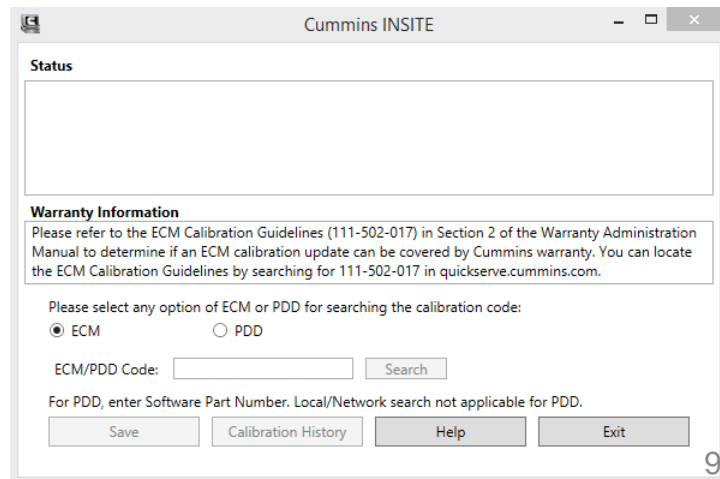 Cummins INSITE
Status
Warranty Information
Please refer to the ECM Calibration Guidelines (111-502-017) in Section 2 of the Warranty Administration
Manual to determine if an ECM calibration update can be covered by Cummins warranty. You can locate
the ECM Calibration Guidelines by searching for 111-502-017 in quickserve.cummins.com.
Please select any option of ECM or PDD for searching the calibration code:
ECM PDD
ECM/PDD Code: Search
For PDD, enter Software Part Number. Local/Network search not applicable for PDD.
Save Calibration History Help Exit
9